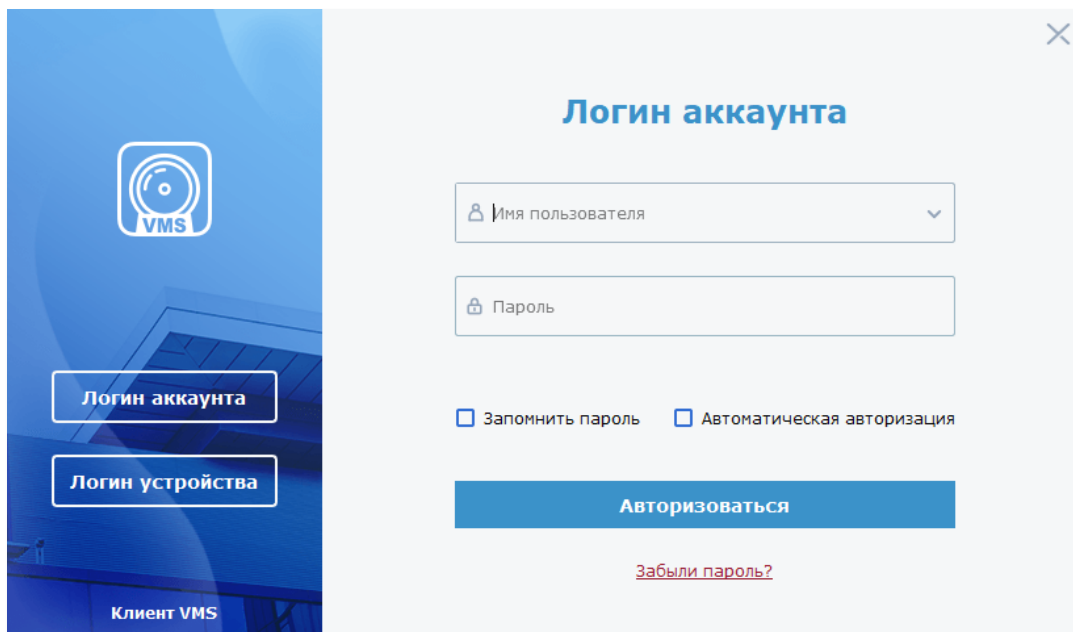 VMS
Логин аккаунта
Логин устройства
Клиент VMS
Логин аккаунта
Имя пользователя
Пароль
Запомнить пароль
Автоматическая авторизация
Авторизоваться
Забыли пароль?